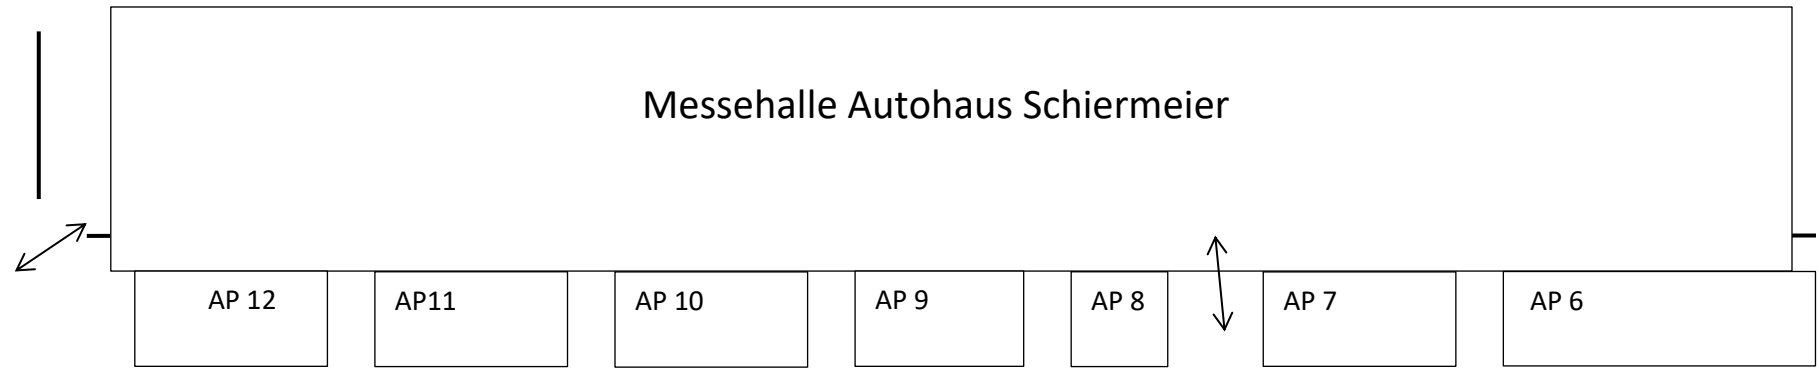 Messehalle Autohaus Schiermeier
AP 12
AP11
AP 10
AP 9
AP 8
AP 7
AP 6